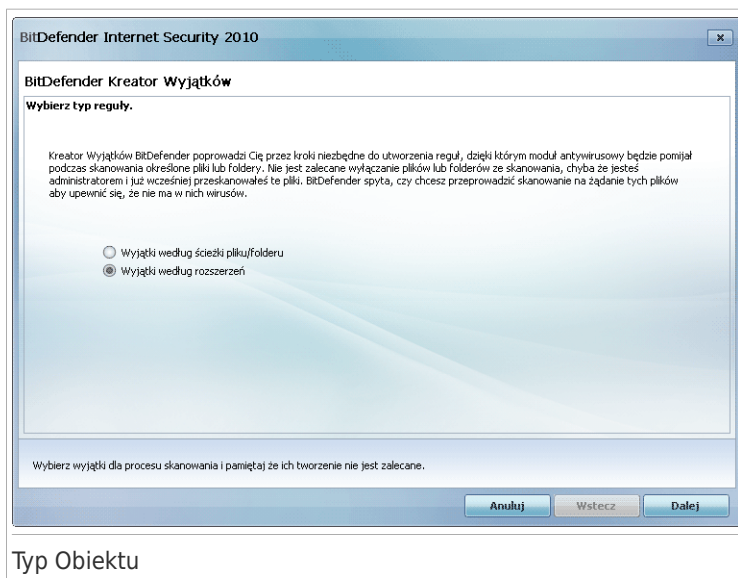 BitDefender Internet Security 2010
BitDefender Kreator Wyjątków
Wybierz typ reguły.
Kreator Wyjątków BitDefender poprowadzi Cię przez kroki niezbędne do utworzenia reguł, dzięki którym moduł antywirusowy będzie pomijał
podczas skanowania określone pliki lub foldery. Nie jest zalecane wyłączanie plików lub folderów ze skanowania, chyba że jesteś
administratorem i już wcześniej przeskanowałeś te pliki. BitDefender spyta, czy chcesz przeprowadzić skanowanie na żądanie tych plików
aby upewnić się, że nie ma w nich wirusów.
Wyjątki według ścieżki pliku/folderu
Wyjątki według rozszerzeń
Wybierz wyjątki dla procesu skanowania i pamiętaj że ich tworzenie nie jest zalecane.
Anuluj Wstecz Dalej
Typ Obiektu